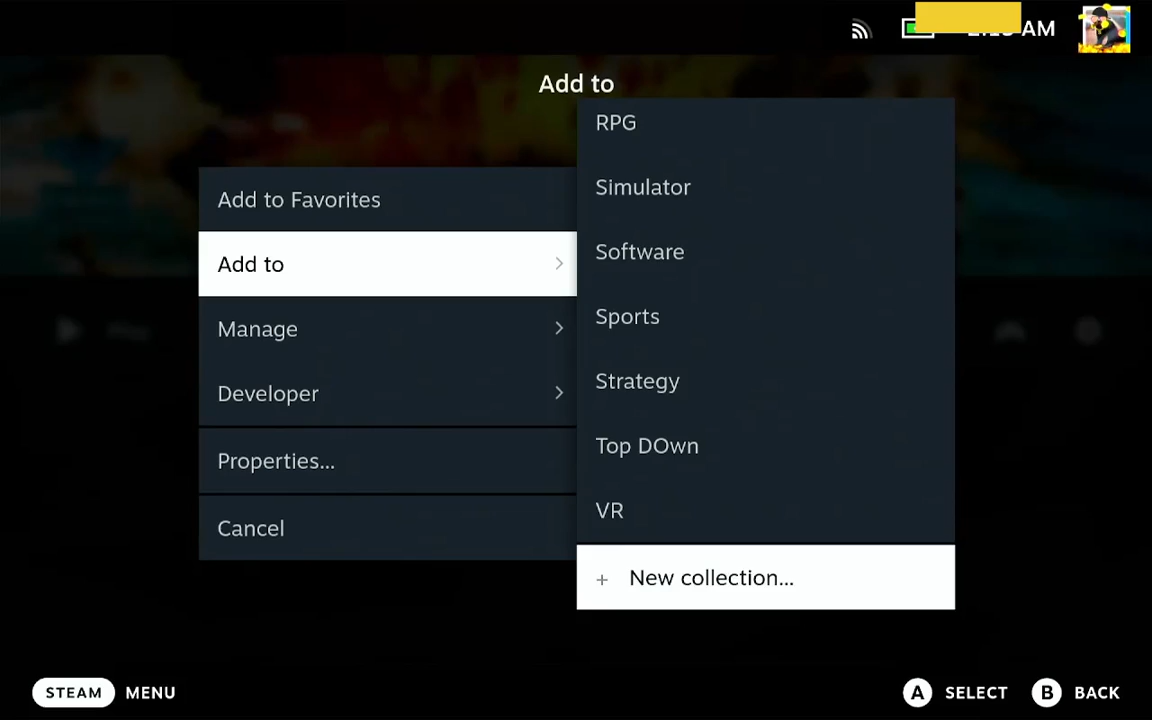 AM
Add to
Add to Favorites
Add to
Manage
Developer
Properties...
Cancel
RPG
Simulator
Software
Sports
Strategy
Top DOwn
VR
+ New collection...
STEAM MENU
A SELECT B BACK